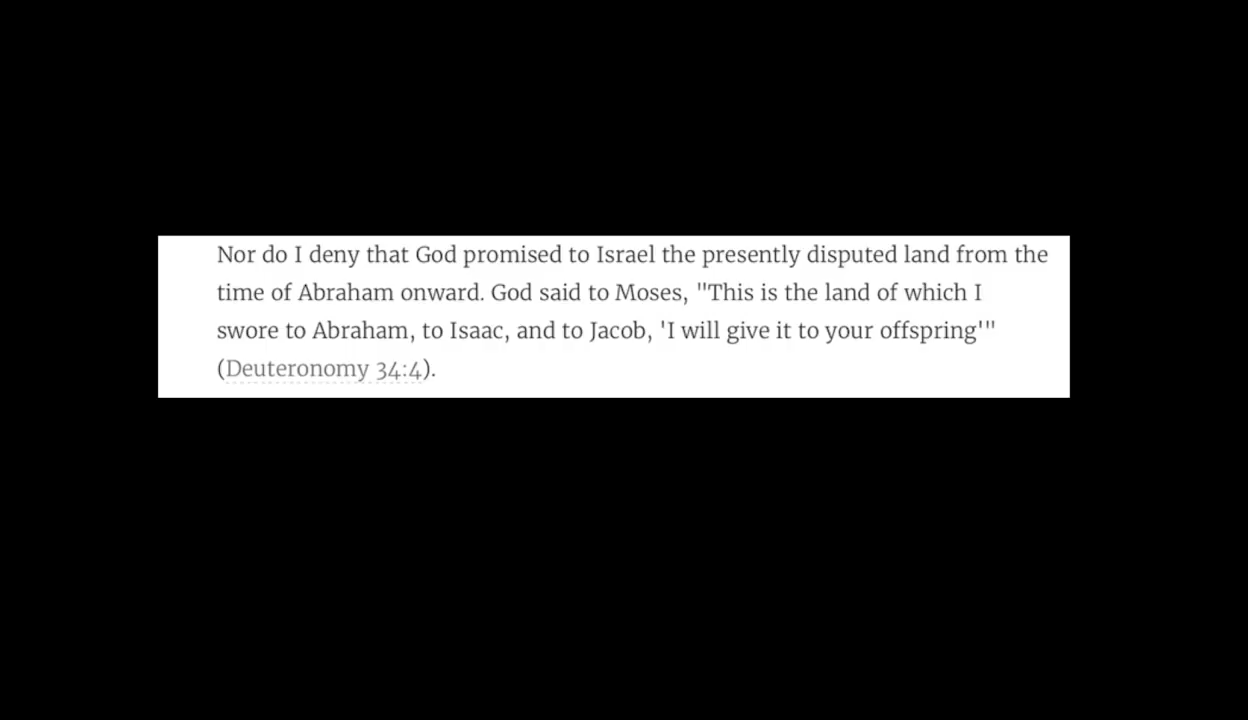 Nor do I deny that God promised to Israel the presently disputed land from the
time of Abraham onward. God said to Moses, "This is the land of which I
swore to Abraham, to Isaac, and to Jacob, 'I will give it to your offspring'"
(Deuteronomy 34:4).